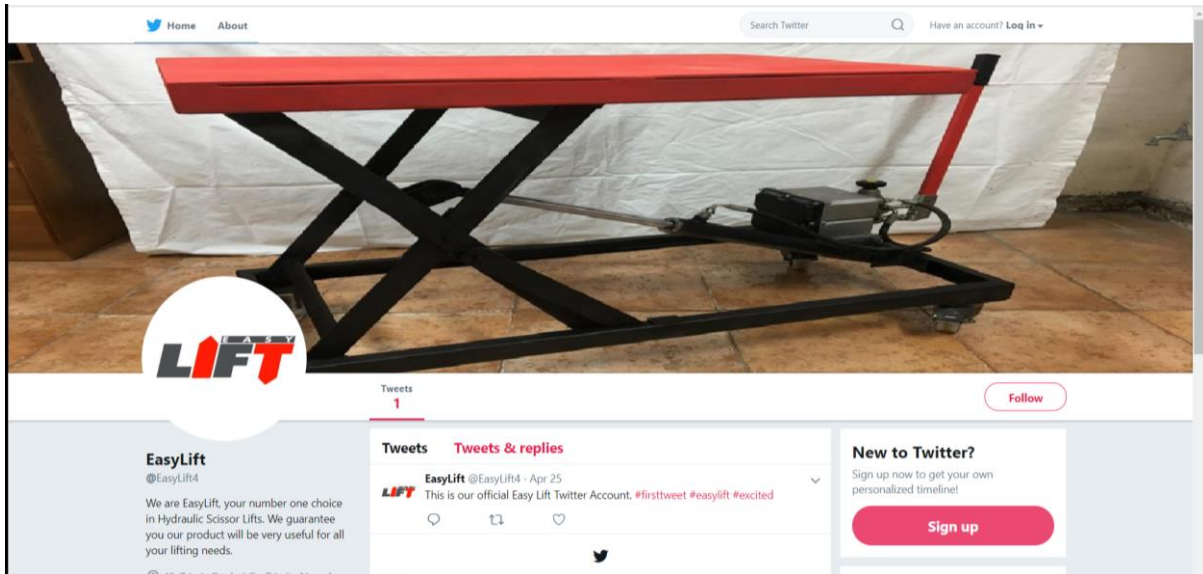 Home About Search Twitter Have an account? Log in
EASY
LIFT
Tweets
1
Follow
EasyLift
@EasyLift4
We are EasyLift, your number one choice
in Hydraulic Scissor Lifts. We guarantee
you our product will be very useful for all
your lifting needs.
Tweets Tweets & replies
LIFT
EasyLift @EasyLift4 · Apr 25
This is our official Easy Lift Twitter Account. #firsttweet #easylift #excited
New to Twitter?
Sign up now to get your own
personalized timeline!
Sign up